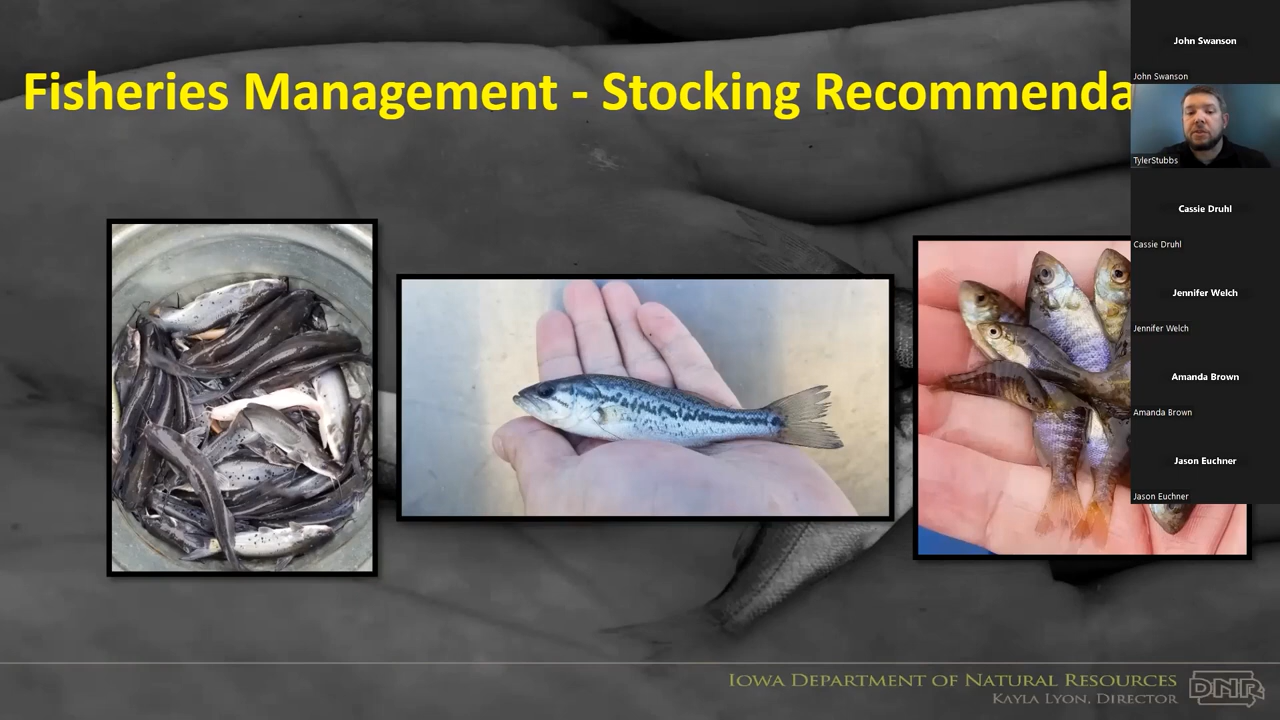 Fisheries Management - Stocking Recommenda
John Swanson
John Swanson
TylerStubbs
Cassie Druhl
Cassie Druhl
Jennifer Welch
Jennifer Welch
Amanda Brown
Amanda Brown
Jason Euchner
Jason Euchner
Iowa Department of Natural Resources
Kayla Lyon, Director
DNR